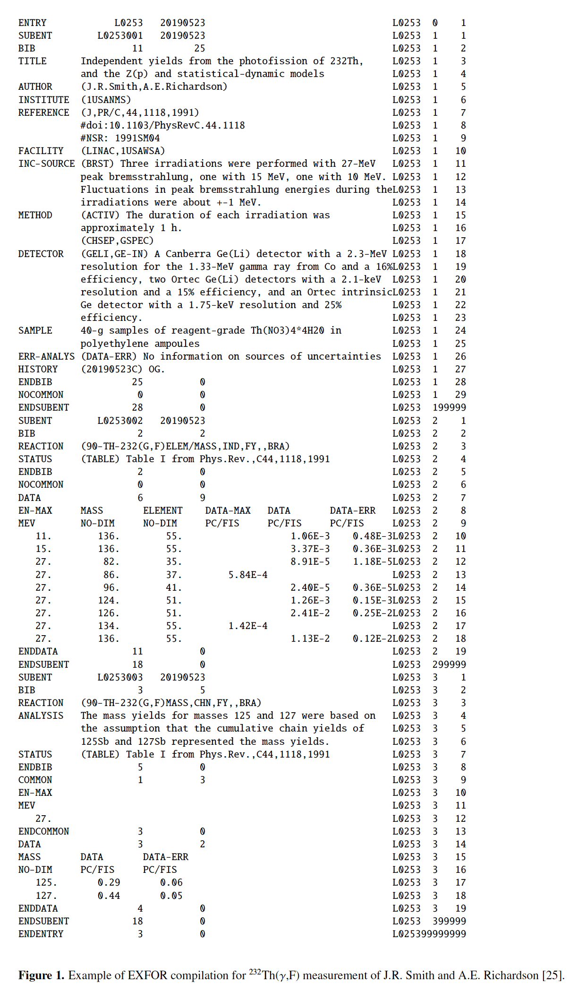 ENTRY            L0253   20190523                                 L0253  0    1
SUBENT        L0253001   20190523                                 L0253  1    1
BIB                 11         25                                 L0253  1    2
TITLE      Independent yields from the photofission of 232Th,     L0253  1    3
           and the Z(p) and statistical-dynamic models            L0253  1    4
AUTHOR     (J.R.Smith,A.E.Richardson)                             L0253  1    5
INSTITUTE  (1USANMS)                                              L0253  1    6
REFERENCE  (J,PR/C,44,1118,1991)                                  L0253  1    7
           #doi:10.1103/PhysRevC.44.1118                          L0253  1    8
           #NSR: 1991SM04                                         L0253  1    9
FACILITY   (LINAC,1USAWSA)                                        L0253  1   10
INC-SOURCE (BRST) Three irradiations were performed with 27-MeV   L0253  1   11
           peak bremsstrahlung, one with 15 MeV, one with 10 MeV. L0253  1   12
           Fluctuations in peak bremsstrahlung energies during theL0253  1   13
           irradiations were about +-1 MeV.                       L0253  1   14
METHOD     (ACTIV) The duration of each irradiation was           L0253  1   15
           approximately 1 h.                                     L0253  1   16
           (CHSEP,GSPEC)                                          L0253  1   17
DETECTOR   (GELI,GE-IN) A Canberra Ge(Li) detector with a 2.3-MeV L0253  1   18
           resolution for the 1.33-MeV gamma ray from Co and a 16%L0253  1   19
           efficiency, two Ortec Ge(Li) detectors with a 2.1-keV  L0253  1   20
           resolution and a 15% efficiency, and an Ortec intrinsicL0253  1   21
           Ge detector with a 1.75-keV resolution and 25%         L0253  1   22
           efficiency.                                            L0253  1   23
SAMPLE     40-g samples of reagent-grade Th(NO3)4*4H20 in         L0253  1   24
           polyethylene ampoules                                  L0253  1   25
ERR-ANALYS (DATA-ERR) No information on sources of uncertainties  L0253  1   26
HISTORY    (20190523C) OG.                                        L0253  1   27
ENDBIB              25          0                                 L0253  1   28
NOCOMMON             0          0                                 L0253  1   29
ENDSUBENT           28          0                                 L0253  199999
SUBENT        L0253002   20190523                                 L0253  2    1
BIB                  2          2                                 L0253  2    2
REACTION   (90-TH-232(G,F)ELEM/MASS,IND,FY,,BRA)                  L0253  2    3
STATUS     (TABLE) Table I from Phys.Rev.,C44,1118,1991           L0253  2    4
ENDBIB               2          0                                 L0253  2    5
NOCOMMON             0          0                                 L0253  2    6
DATA                 6          9                                 L0253  2    7
EN-MAX     MASS       ELEMENT    DATA-MAX   DATA       DATA-ERR   L0253  2    8
MEV        NO-DIM     NO-DIM     PC/FIS     PC/FIS     PC/FIS     L0253  2    9
   11.        136.        55.                   1.06E-3    0.48E-3L0253  2   10
   15.        136.        55.                   3.37E-3    0.36E-3L0253  2   11
   27.         82.        35.                   8.91E-5    1.18E-5L0253  2   12
   27.         86.        37.        5.84E-4                      L0253  2   13
   27.         96.        41.                   2.40E-5    0.36E-5L0253  2   14
   27.        124.        51.                   1.26E-3    0.15E-3L0253  2   15
   27.        126.        51.                   2.41E-2    0.25E-2L0253  2   16
   27.        134.        55.        1.42E-4                      L0253  2   17
   27.        136.        55.                   1.13E-2    0.12E-2L0253  2   18
ENDDATA             11          0                                 L0253  2   19
ENDSUBENT           18          0                                 L0253  299999
SUBENT        L0253003   20190523                                 L0253  3    1
BIB                  3          5                                 L0253  3    2
REACTION   (90-TH-232(G,F)MASS,CHN,FY,,BRA)                       L0253  3    3
ANALYSIS   The mass yields for masses 125 and 127 were based on   L0253  3    4
           the assumption that the cumulative chain yields of     L0253  3    5
           125Sb and 127Sb represented the mass yields.           L0253  3    6
STATUS     (TABLE) Table I from Phys.Rev.,C44,1118,1991           L0253  3    7
ENDBIB               5          0                                 L0253  3    8
COMMON               1          3                                 L0253  3    9
EN-MAX                                                            L0253  3   10
MEV                                                               L0253  3   11
   27.                                                            L0253  3   12
ENDCOMMON            3          0                                 L0253  3   13
DATA                 3          2                                 L0253  3   14
MASS       DATA       DATA-ERR                                    L0253  3   15
NO-DIM     PC/FIS     PC/FIS                                      L0253  3   16
   125.       0.29       0.06                                     L0253  3   17
   127.       0.44       0.05                                     L0253  3   18
ENDDATA              4          0                                 L0253  3   19
ENDSUBENT           18          0                                 L0253  399999
ENDENTRY             3          0                                 L025399999999
Figure 1. Example of EXFOR compilation for ²³²Th(γ,F) measurement of J.R. Smith and A.E. Richardson [25].